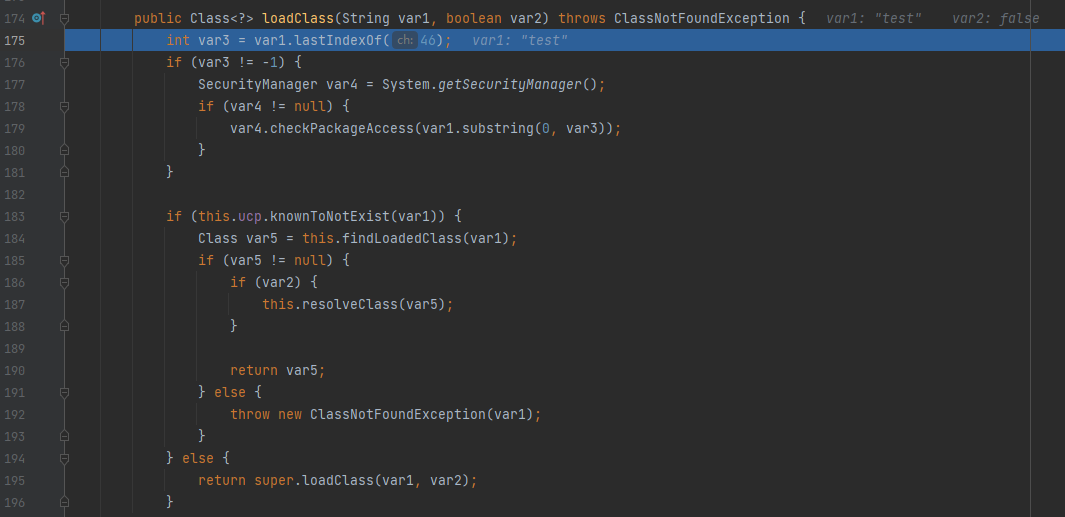 174 public Class<?> loadClass(String var1, boolean var2) throws ClassNotFoundException { var1: "test" var2: false
175 int var3 = var1.lastIndexOf( ch: 46); var1: "test"
176 if (var3 != -1) {
177 SecurityManager var4 = System.getSecurityManager();
178 if (var4 != null) {
179 var4.checkPackageAccess(var1.substring(0, var3));
180 }
181 }
182
183 if (this.ucp.knownToNotExist(var1)) {
184 Class var5 = this.findLoadedClass(var1);
185 if (var5 != null) {
186 if (var2) {
187 this.resolveClass(var5);
188 }
189
190 return var5;
191 } else {
192 throw new ClassNotFoundException(var1);
193 }
194 } else {
195 return super.loadClass(var1, var2);
196 }